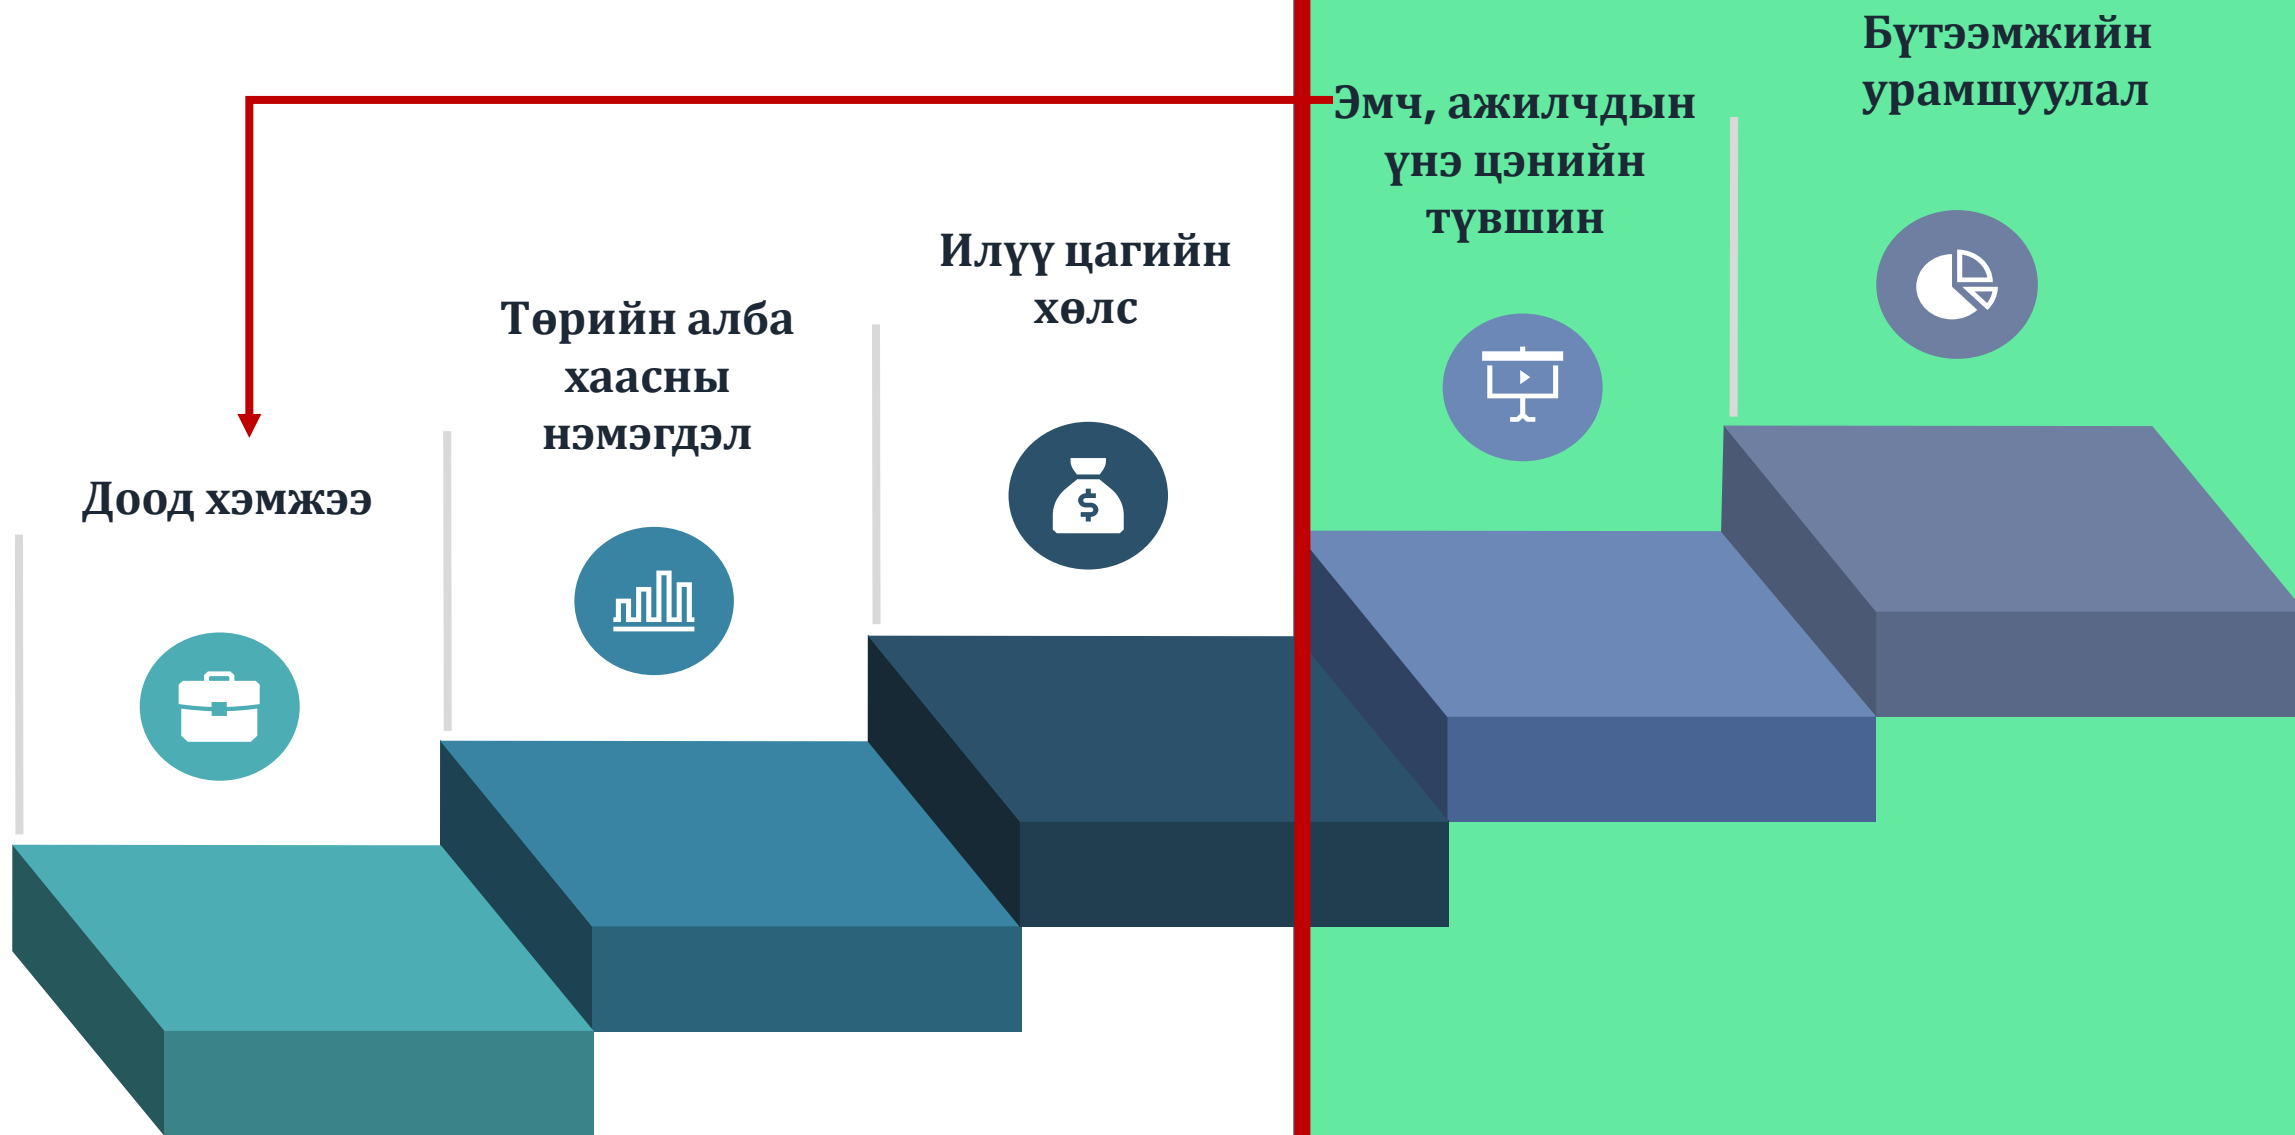 Доод хэмжээ
Төрийн алба
хаасны
нэмэгдэл
Илүү цагийн
хөлс
Эмч, ажилчдын
үнэ цэнийн
түвшин
Бүтээмжийн
урамшуулал
$